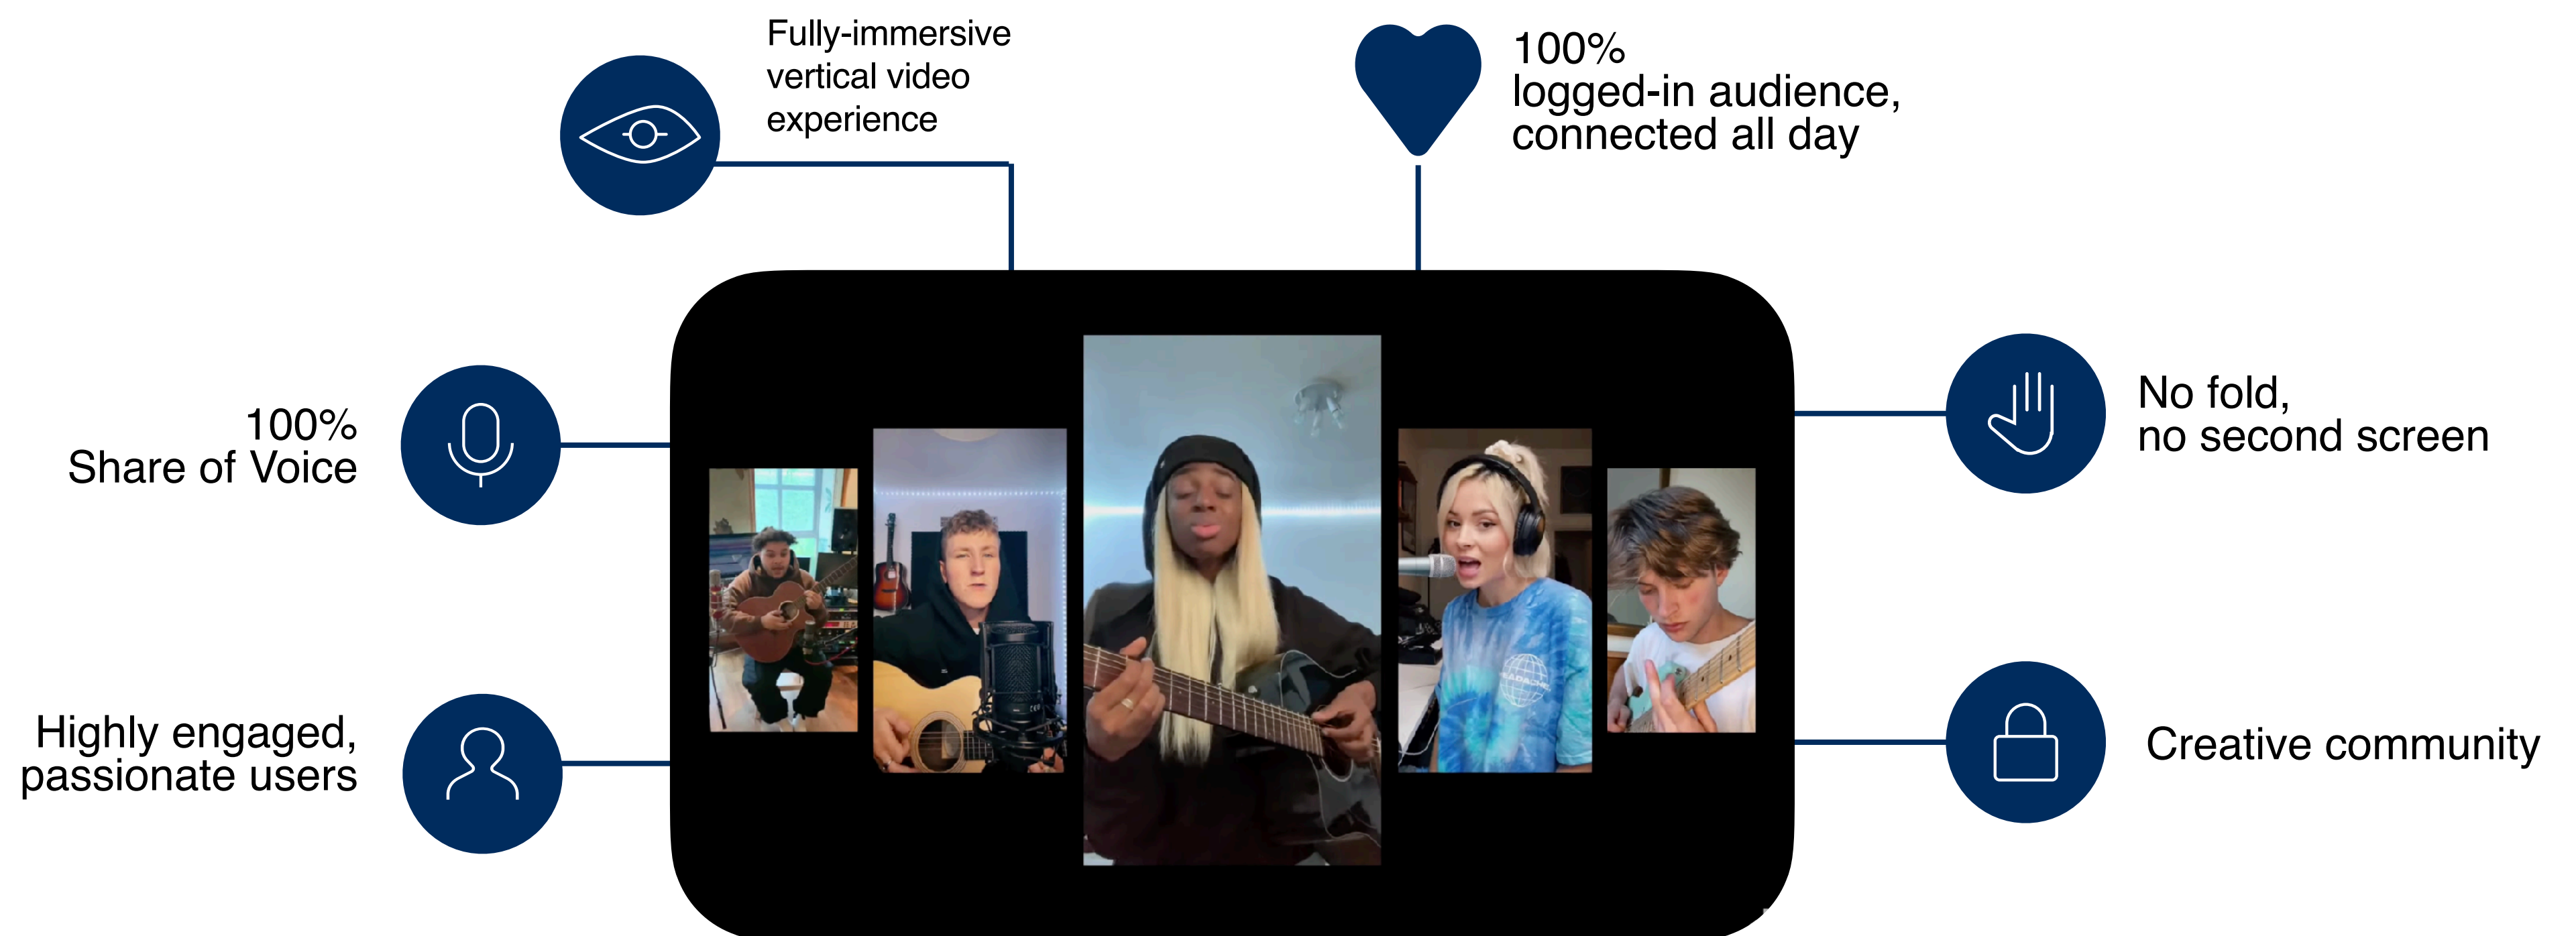 Fully-immersive
vertical video
experience
100%
logged-in audience,
connected all day
100%
Share of Voice
No fold,
no second screen
Highly engaged,
passionate users
Creative community